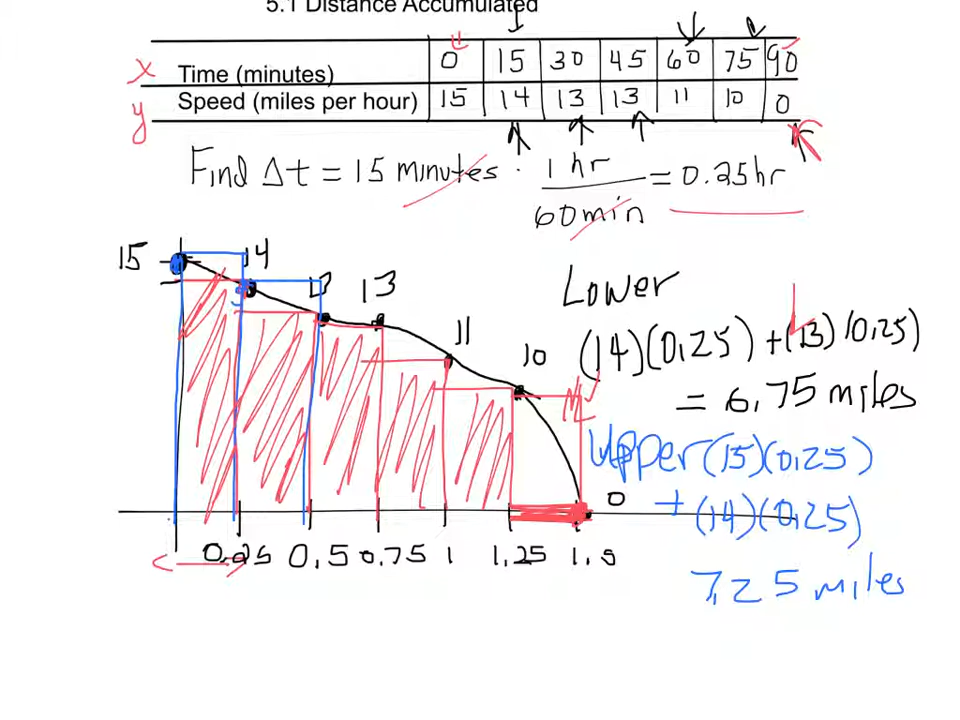 5.1 Distance Accumulated
x Time (minutes) 0 15 30 45 60 75 90
y Speed (miles per hour) 15 14 13 13 11 10 0
Find Δt = 15 minutes · 1 hr / 60 min = 0.25hr
15 14 13 13 11 10 0
0.25 0,5 0.75 1 1,25 1.5
Lower
(14)(0,25) + (13)(0,25)
= 6,75 miles
Upper (15)(0,25)
+ (14)(0,25)
7,25 miles